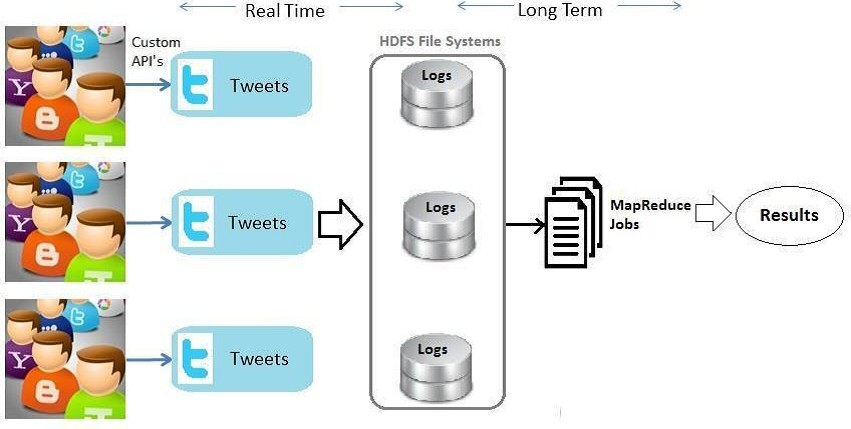 Real Time
Long Term
Custom
API's
HDFS File Systems
Tweets
Logs
Tweets
Logs
MapReduce
Jobs
Results
Tweets
Logs
Y
B
Y
B
Y
B